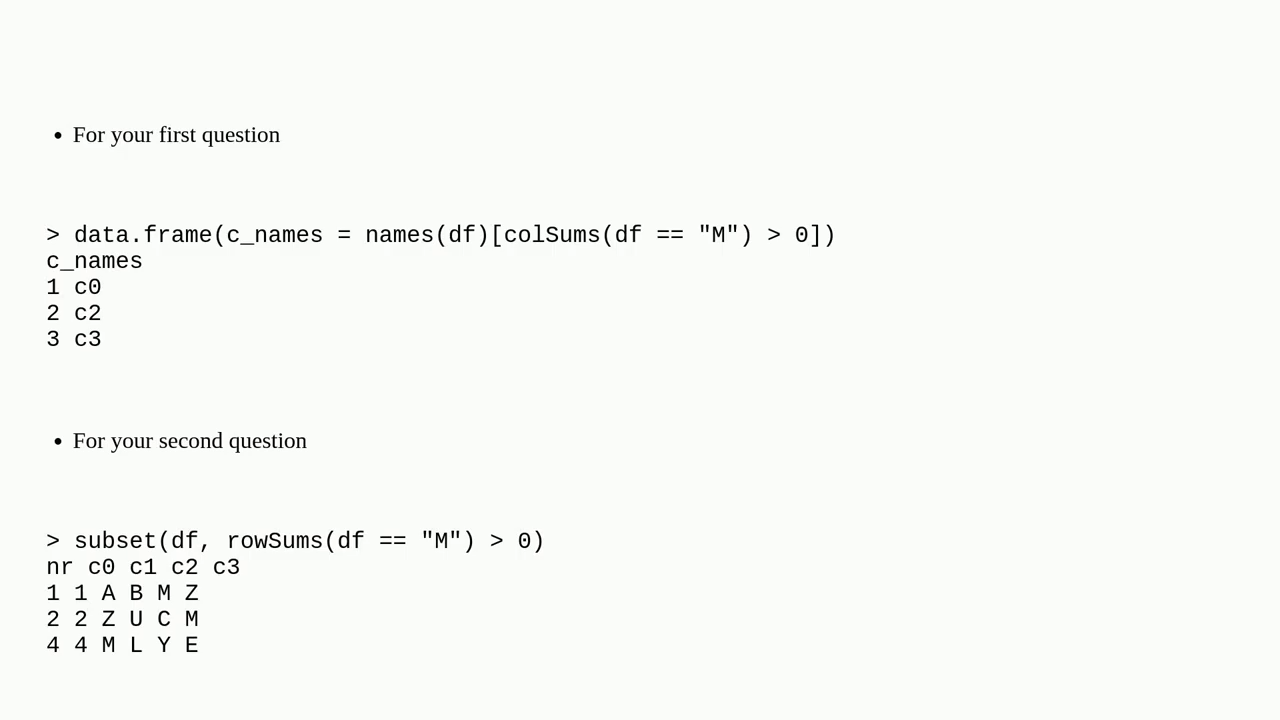 • For your first question
> data.frame(c_names = names(df)[colSums(df == "M") > 0])
c_names
1 c0
2 c2
3 c3
• For your second question
> subset(df, rowSums(df == "M") > 0)
nr c0 c1 c2 c3
1 1 A B M Z
2 2 Z U C M
4 4 M L Y E